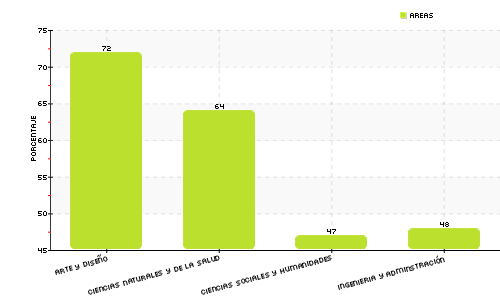 AREAS
75
70
65
60
55
50
45
PORCENTAJE
72
64
47
48
ARTE Y DISEÑO
CIENCIAS NATURALES Y DE LA SALUD
CIENCIAS SOCIALES Y HUMANIDADES
INGENIERIA Y ADMINSTRACIÓN